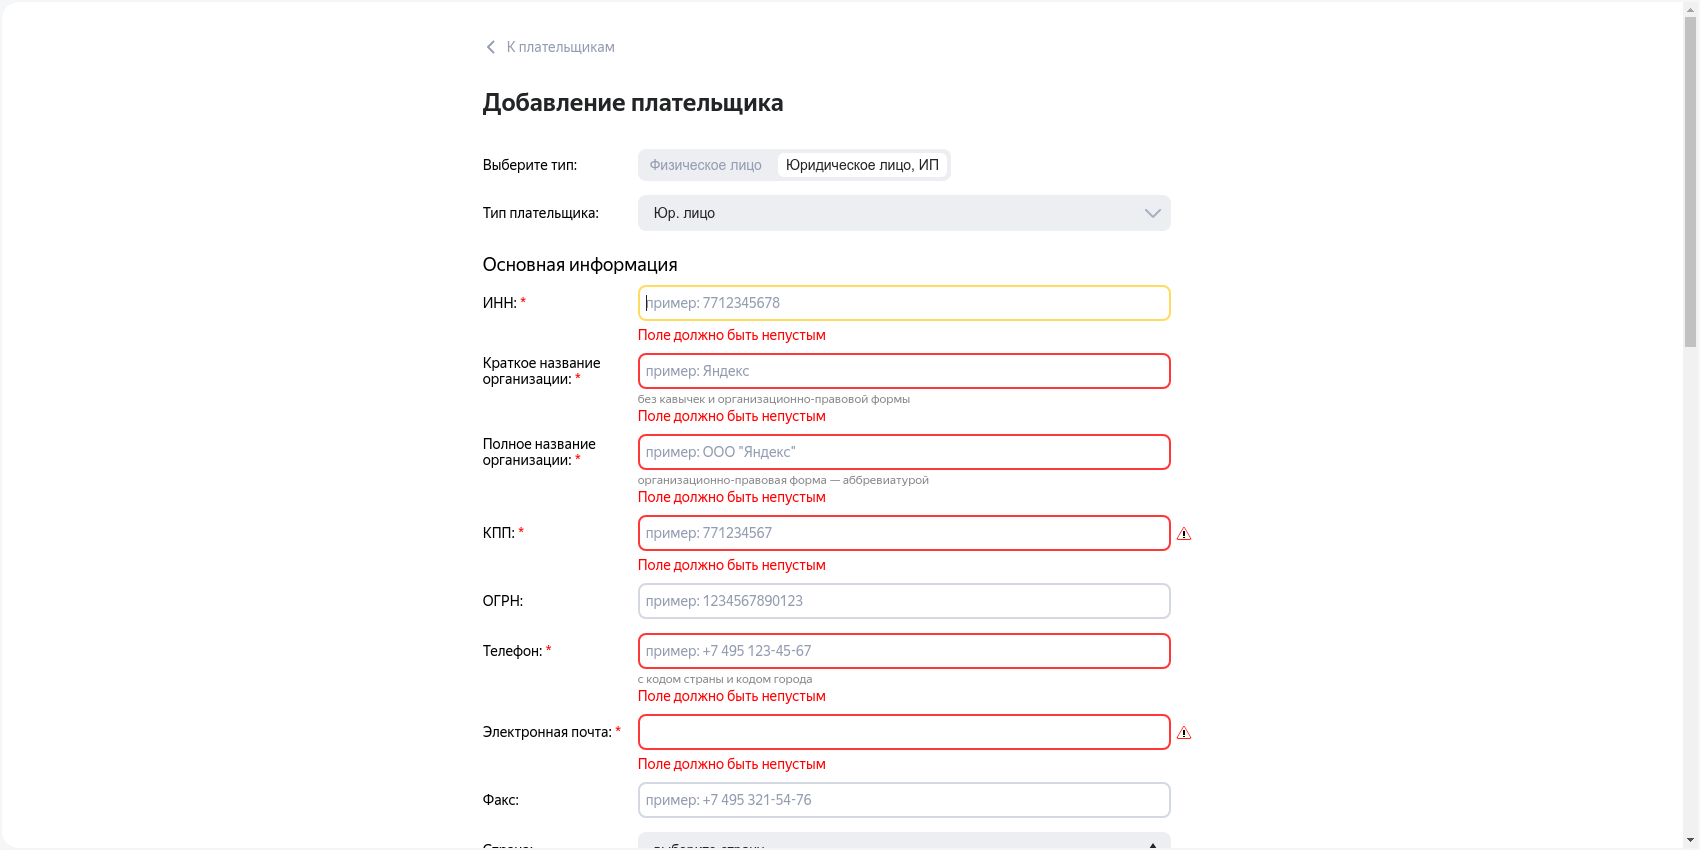 К плательщикам
Добавление плательщика
Выберите тип:
Физическое лицо
Юридическое лицо, ИП
Тип плательщика:
Юр. лицо
Основная информация
ИНН: *
пример: 7712345678
Поле должно быть непустым
Краткое название
организации: *
пример: Яндекс
без кавычек и организационно-правовой формы
Поле должно быть непустым
Полное название
организации: *
пример: ООО "Яндекс"
организационно-правовая форма — аббревиатурой
Поле должно быть непустым
КПП: *
пример: 771234567
Поле должно быть непустым
ОГРН:
пример: 1234567890123
Телефон: *
пример: +7 495 123-45-67
с кодом страны и кодом города
Поле должно быть непустым
Электронная почта: *
Поле должно быть непустым
Факс:
пример: +7 495 321-54-76